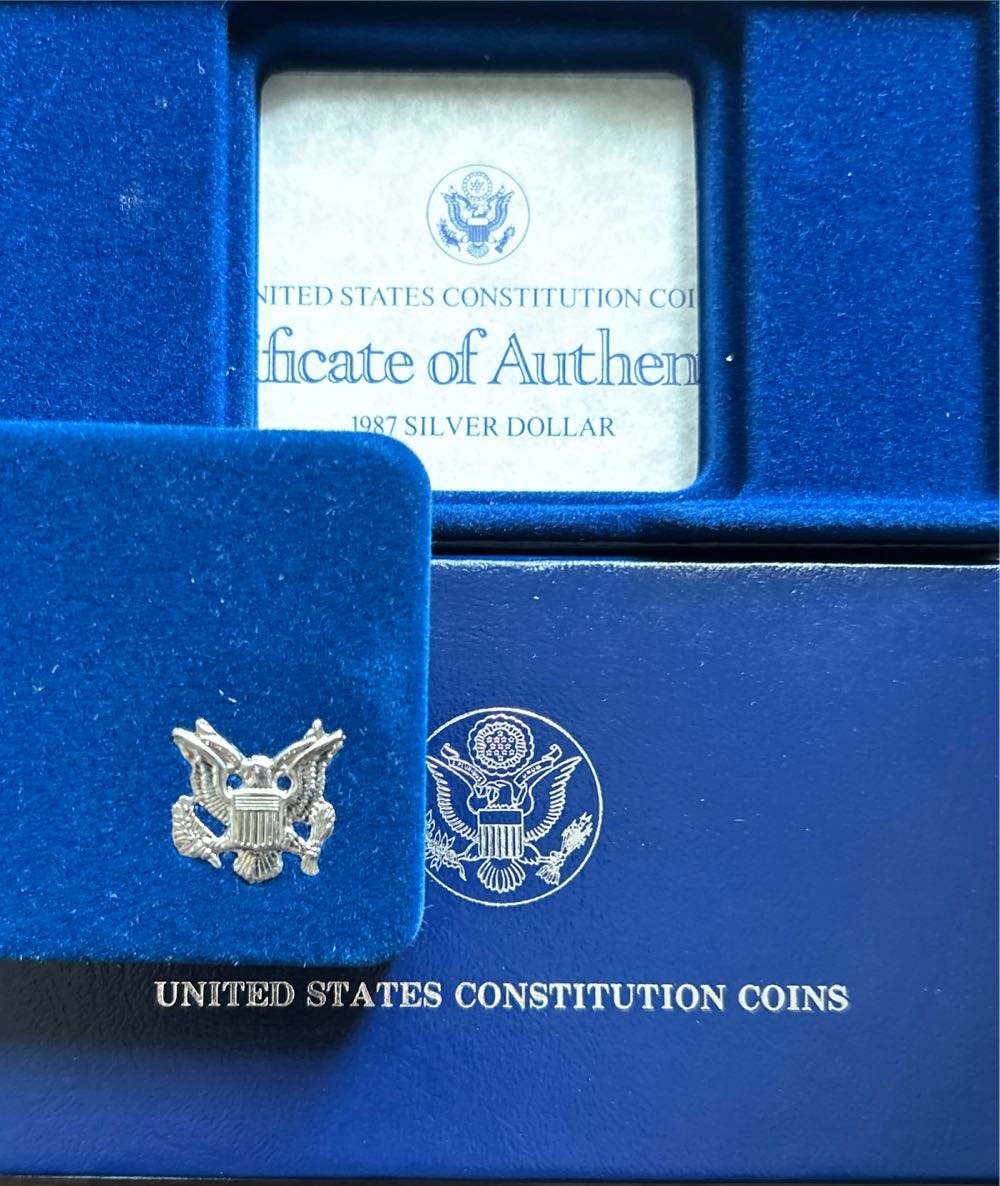 NITED STATES CONSTITUTION COI
ficate of Authen
1987 SILVER DOLLAR
UNITED STATES CONSTITUTION COINS